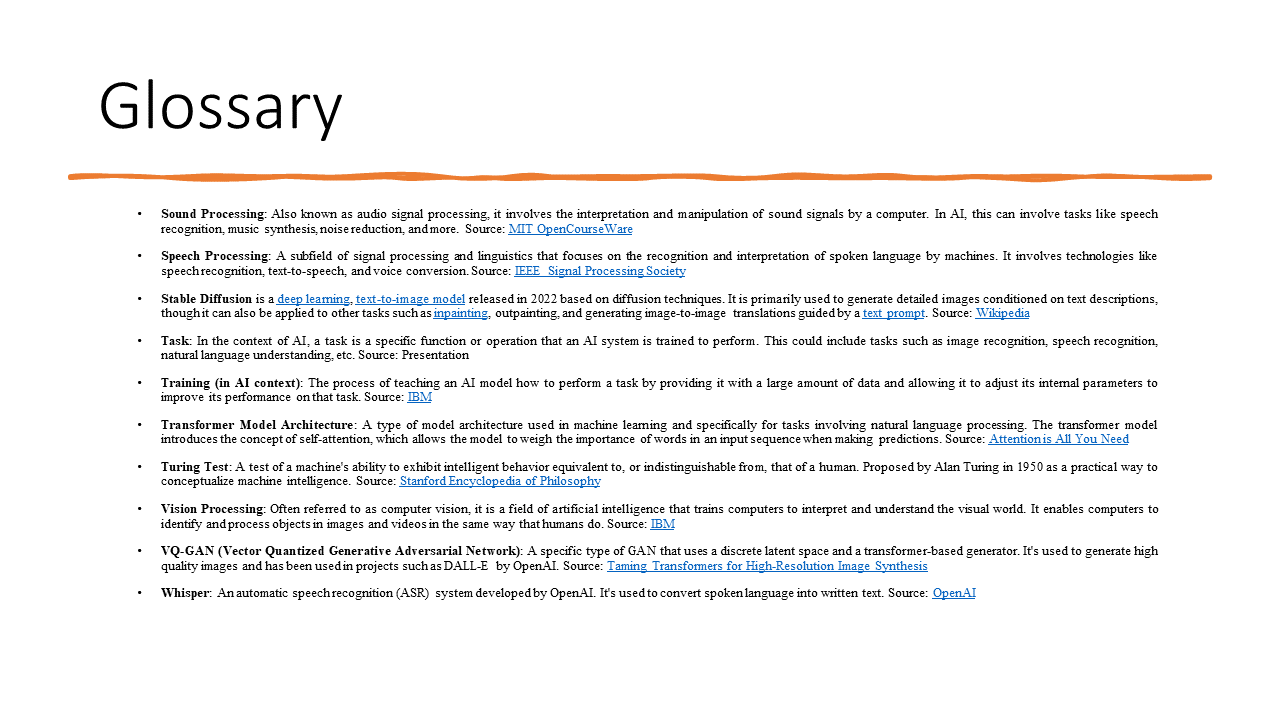 Glossary
• Sound Processing: Also known as audio signal processing, it involves the interpretation and manipulation of sound signals by a computer. In AI, this can involve tasks like speech
recognition, music synthesis, noise reduction, and more. Source: MIT OpenCourseWare
• Speech Processing: A subfield of signal processing and linguistics that focuses on the recognition and interpretation of spoken language by machines. It involves technologies like
speech recognition, text-to-speech, and voice conversion. Source: IEEE Signal Processing Society
• Stable Diffusion is a deep learning, text-to-image model released in 2022 based on diffusion techniques. It is primarily used to generate detailed images conditioned on text descriptions,
though it can also be applied to other tasks such as inpainting, outpainting, and generating image-to-image translations guided by a text prompt. Source: Wikipedia
• Task: In the context of AI, a task is a specific function or operation that an AI system is trained to perform. This could include tasks such as image recognition, speech recognition,
natural language understanding, etc. Source: Presentation
• Training (in AI context): The process of teaching an AI model how to perform a task by providing it with a large amount of data and allowing it to adjust its internal parameters to
improve its performance on that task. Source: IBM
• Transformer Model Architecture: A type of model architecture used in machine learning and specifically for tasks involving natural language processing. The transformer model
introduces the concept of self-attention, which allows the model to weigh the importance of words in an input sequence when making predictions. Source: Attention is All You Need
• Turing Test: A test of a machine's ability to exhibit intelligent behavior equivalent to, or indistinguishable from, that of a human. Proposed by Alan Turing in 1950 as a practical way to
conceptualize machine intelligence. Source: Stanford Encyclopedia of Philosophy
• Vision Processing: Often referred to as computer vision, it is a field of artificial intelligence that trains computers to interpret and understand the visual world. It enables computers to
identify and process objects in images and videos in the same way that humans do. Source: IBM
• VQ-GAN (Vector Quantized Generative Adversarial Network): A specific type of GAN that uses a discrete latent space and a transformer-based generator. It's used to generate high
quality images and has been used in projects such as DALL-E by OpenAI. Source: Taming Transformers for High-Resolution Image Synthesis
• Whisper: An automatic speech recognition (ASR) system developed by OpenAI. It's used to convert spoken language into written text. Source: OpenAI